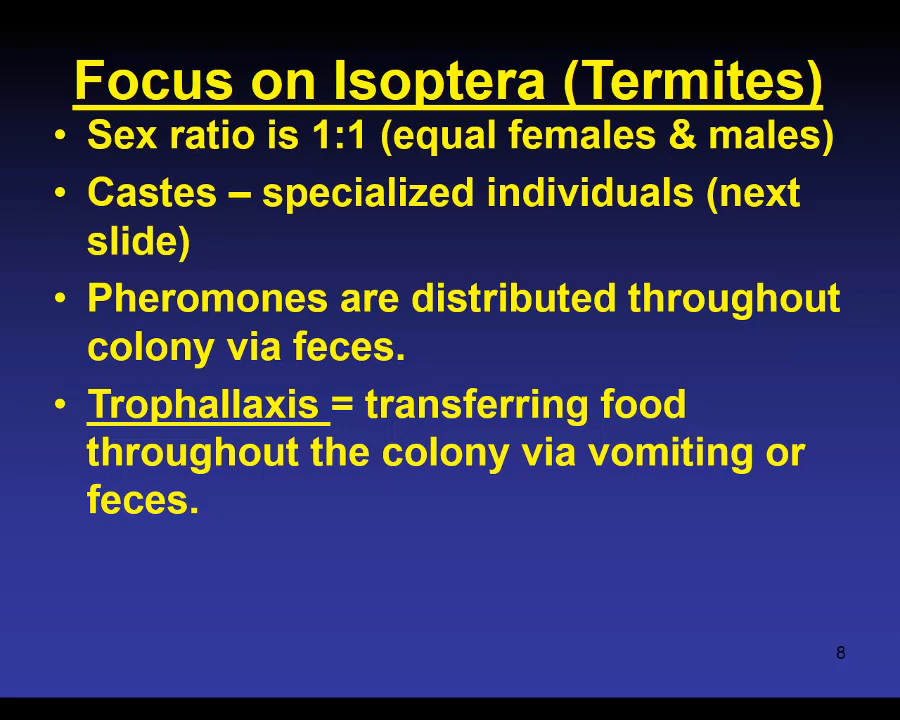 Focus on Isoptera (Termites)
• Sex ratio is 1:1 (equal females & males)
• Castes – specialized individuals (next
slide)
• Pheromones are distributed throughout
colony via feces.
• Trophallaxis = transferring food
throughout the colony via vomiting or
feces.
8